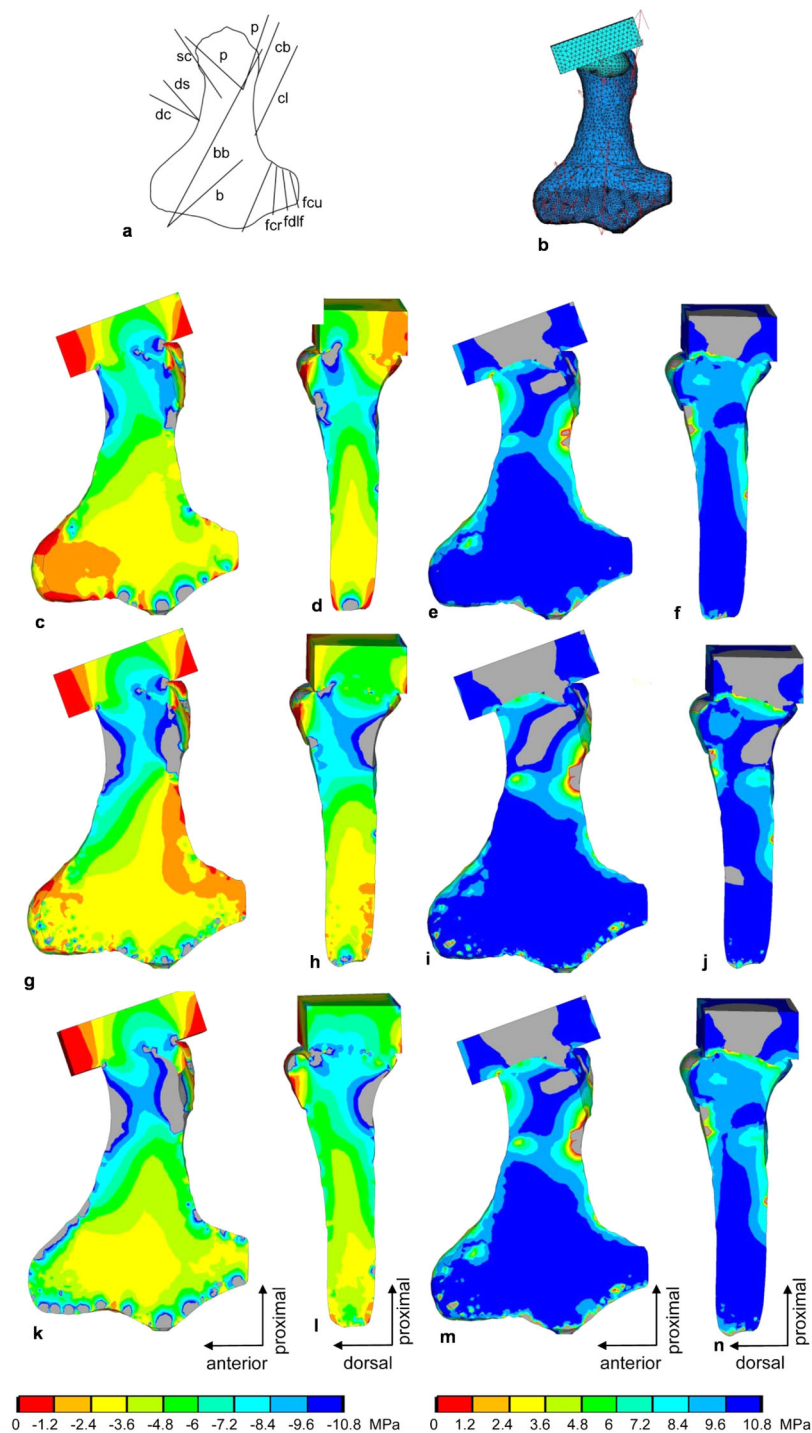 p
sc
p
cb
ds
cl
dc
bb
b
fcu
fcr
fdlf
a
b
c
d
e
f
g
h
i
j
k
l
m
n
anterior
proximal
dorsal
proximal
anterior
proximal
dorsal
proximal
0 -1.2 -2.4 -3.6 -4.8 -6 -7.2 -8.4 -9.6 -10.8 MPa
0 1.2 2.4 3.6 4.8 6 7.2 8.4 9.6 10.8 MPa